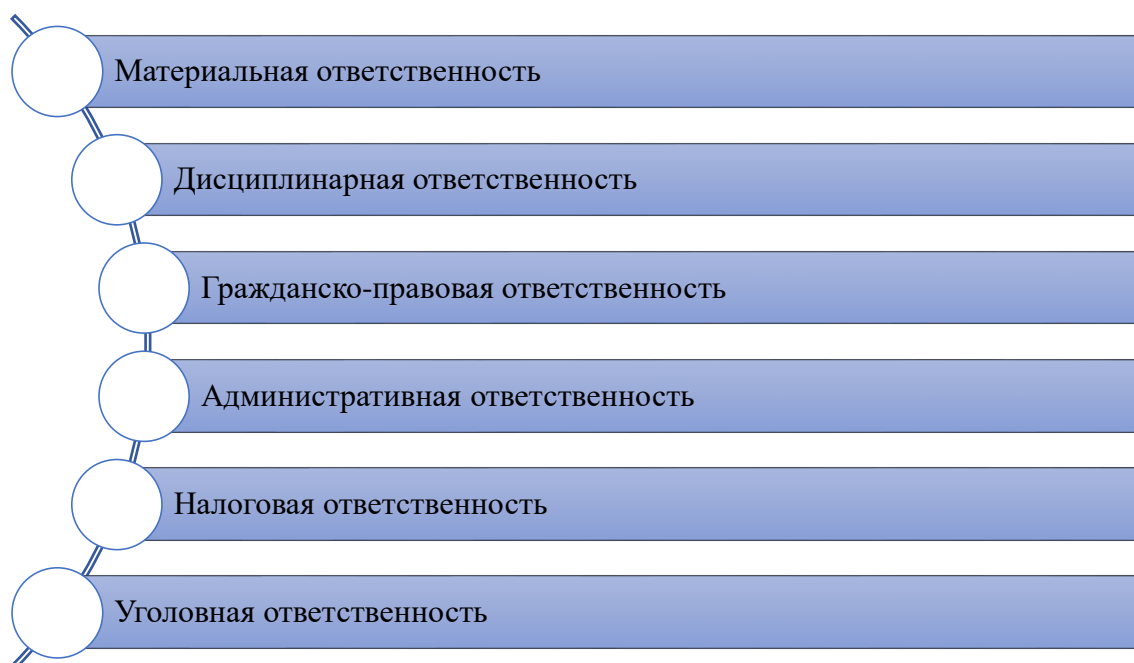 Материальная ответственность
Дисциплинарная ответственность
Гражданско-правовая ответственность
Административная ответственность
Налоговая ответственность
Уголовная ответственность